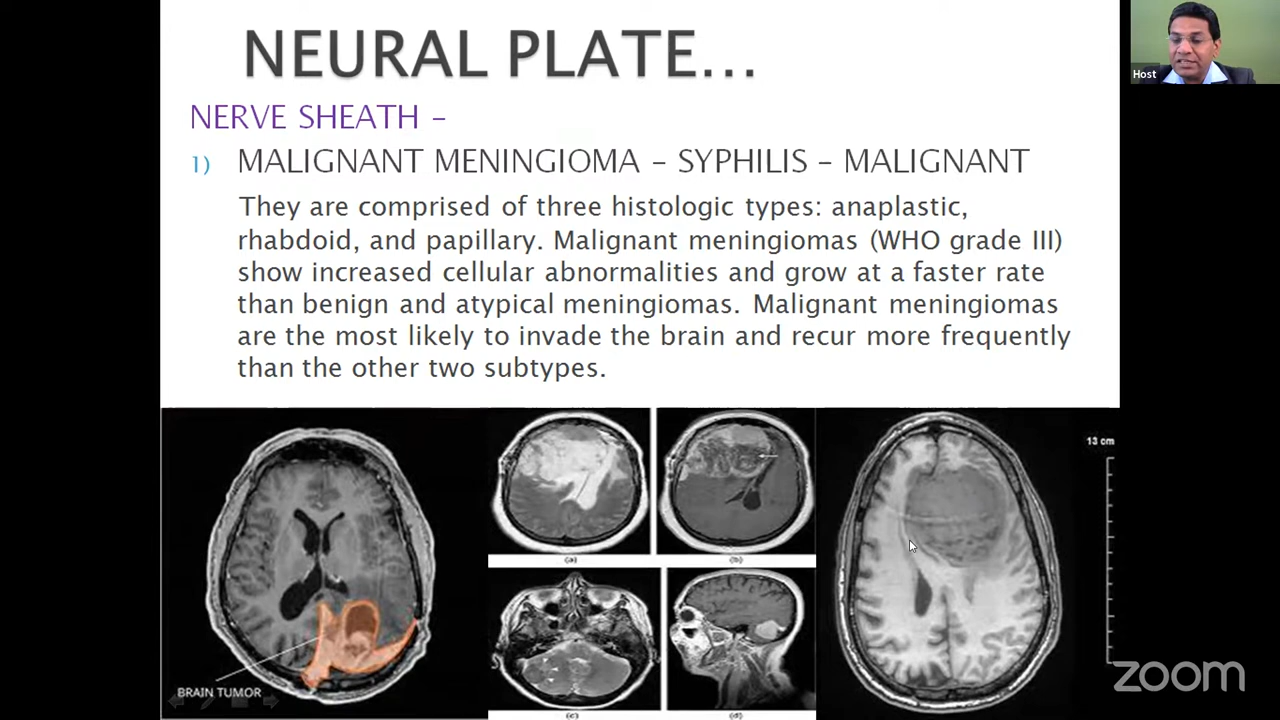 NEURAL PLATE...
Host
NERVE SHEATH –
1) MALIGNANT MENINGIOMA – SYPHILIS – MALIGNANT
They are comprised of three histologic types: anaplastic,
rhabdoid, and papillary. Malignant meningiomas (WHO grade III)
show increased cellular abnormalities and grow at a faster rate
than benign and atypical meningiomas. Malignant meningiomas
are the most likely to invade the brain and recur more frequently
than the other two subtypes.
BRAIN TUMOR
(a)
(b)
(c)
(d)
13 cm
zoom